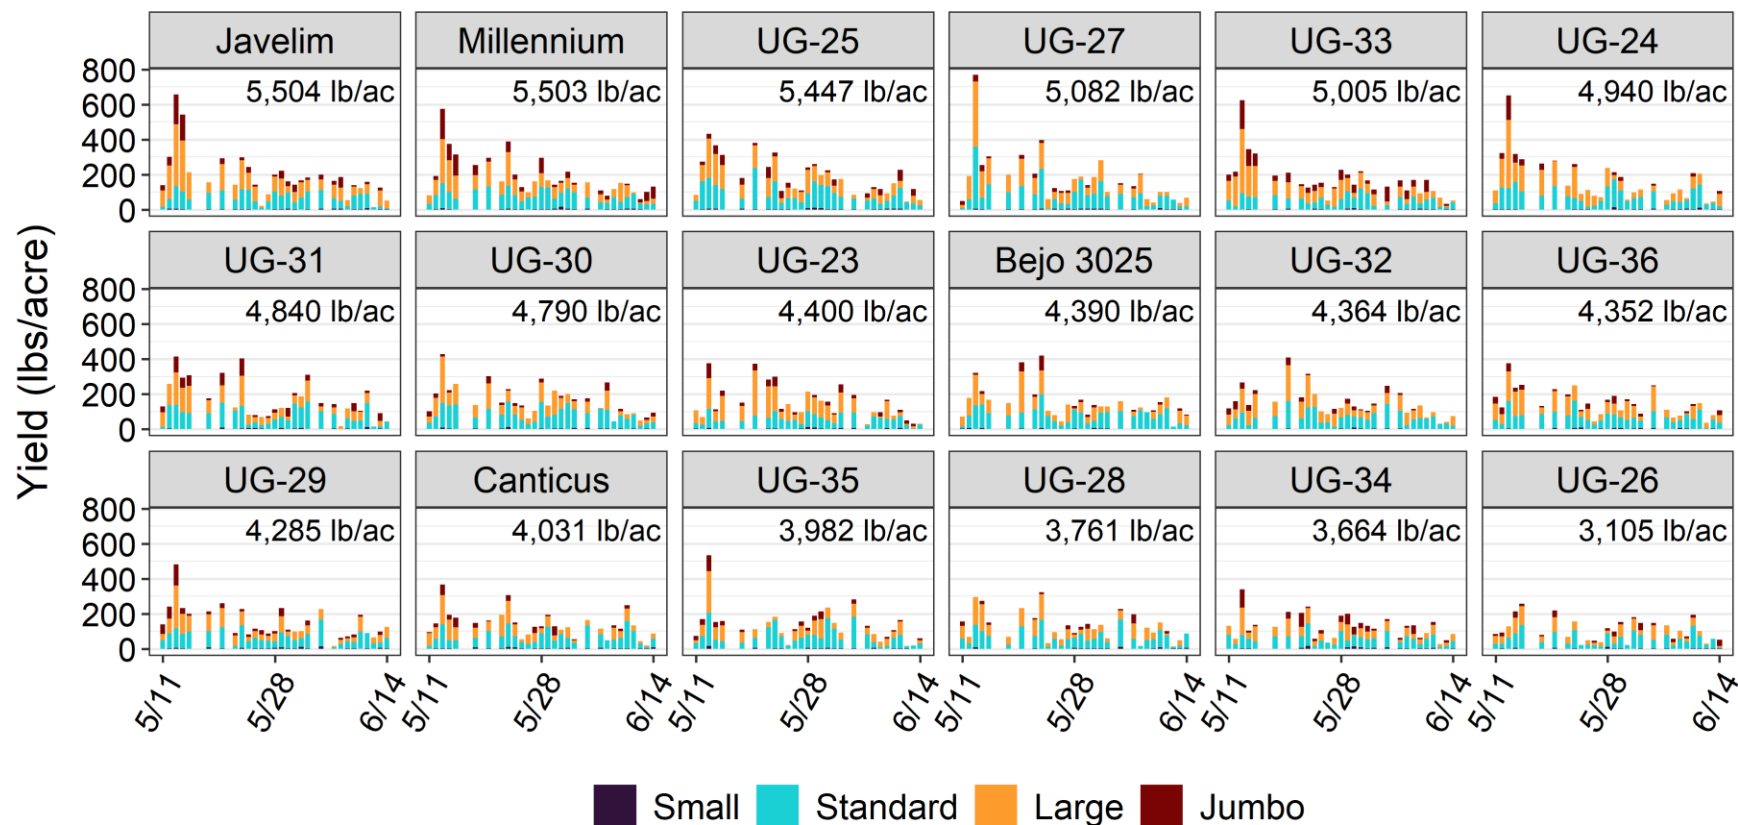 Javelim Millennium UG-25 UG-27 UG-33 UG-24
800 5,504 lb/ac 5,503 lb/ac 5,447 lb/ac 5,082 lb/ac 5,005 lb/ac 4,940 lb/ac
600
400
200
0
UG-31 UG-30 UG-23 Bejo 3025 UG-32 UG-36
800 4,840 lb/ac 4,790 lb/ac 4,400 lb/ac 4,390 lb/ac 4,364 lb/ac 4,352 lb/ac
600
400
200
0
Yield (lbs/acre)
UG-29 Canticus UG-35 UG-28 UG-34 UG-26
800 4,285 lb/ac 4,031 lb/ac 3,982 lb/ac 3,761 lb/ac 3,664 lb/ac 3,105 lb/ac
600
400
200
0
5/11 5/28 6/14 5/11 5/28 6/14 5/11 5/28 6/14 5/11 5/28 6/14 5/11 5/28 6/14 5/11 5/28 6/14
Small Standard Large Jumbo